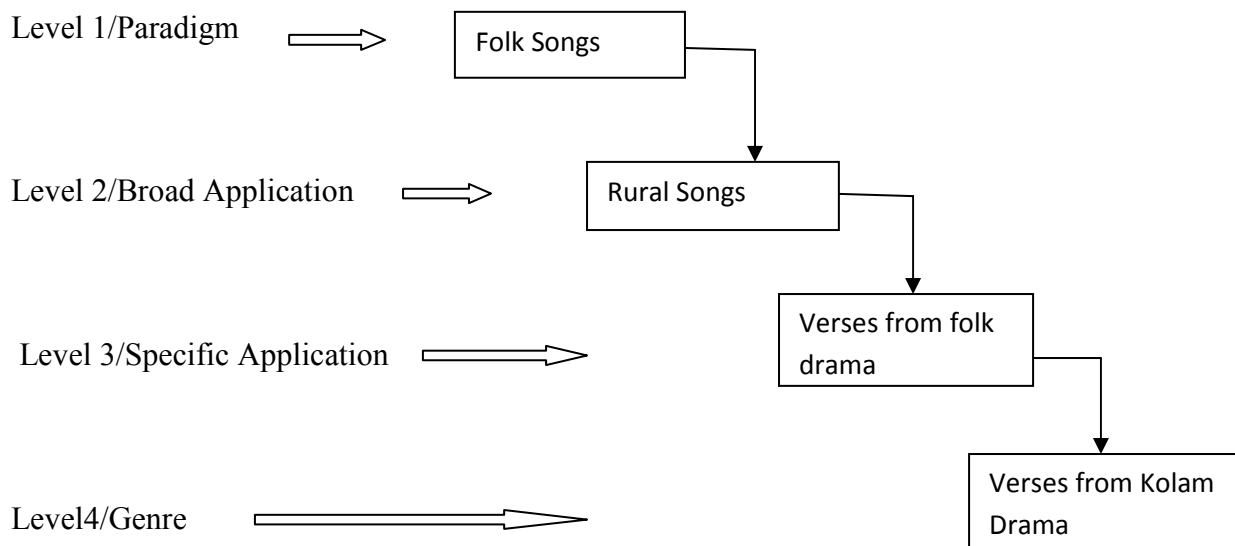 Level 1/Paradigm
Folk Songs
Level 2/Broad Application
Rural Songs
Level 3/Specific Application
Verses from folk
drama
Level4/Genre
Verses from Kolam
Drama